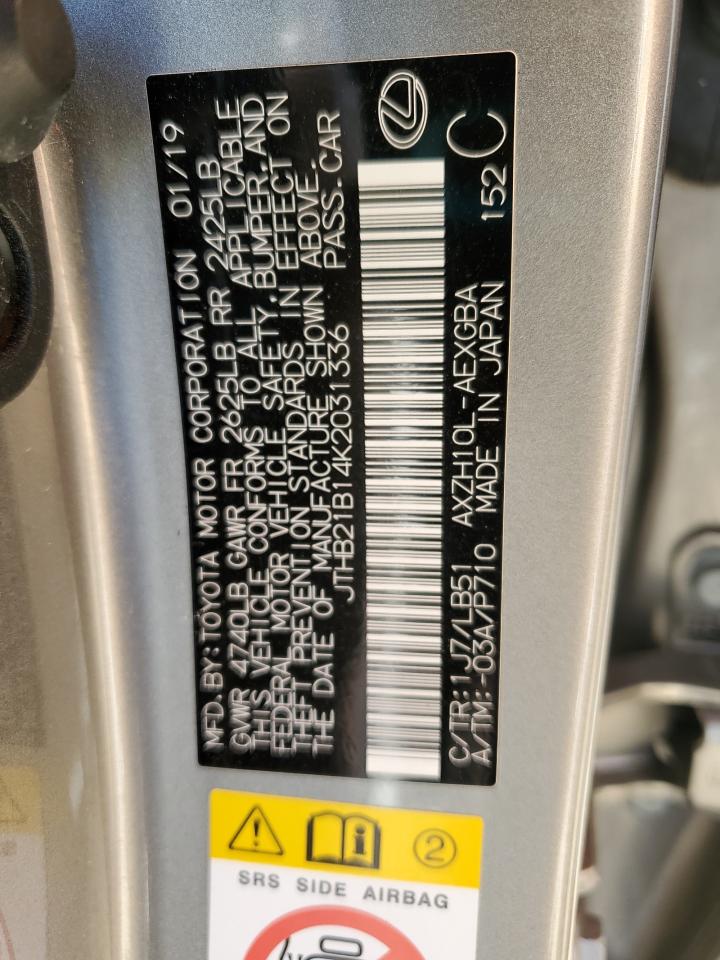 MFD.BY:TOYOTA MOTOR CORPORATION 01/19
GVWR 4740LB GAWR FR 2625LB RR 2425LB
THIS VEHICLE CONFORMS TO ALL APPLICABLE
FEDERAL MOTOR VEHICLE SAFETY,BUMPER,AND
THEFT PREVENTION STANDARDS IN EFFECT ON
THE DATE OF MANUFACTURE SHOWN ABOVE.
JTHB21B14K2031336 PASS.CAR
C/TR:1J7/LB51 AXZH10L-AEXGBA 152 C
A/TM:-03A/P710 MADE IN JAPAN
2
SRS SIDE AIRBAG